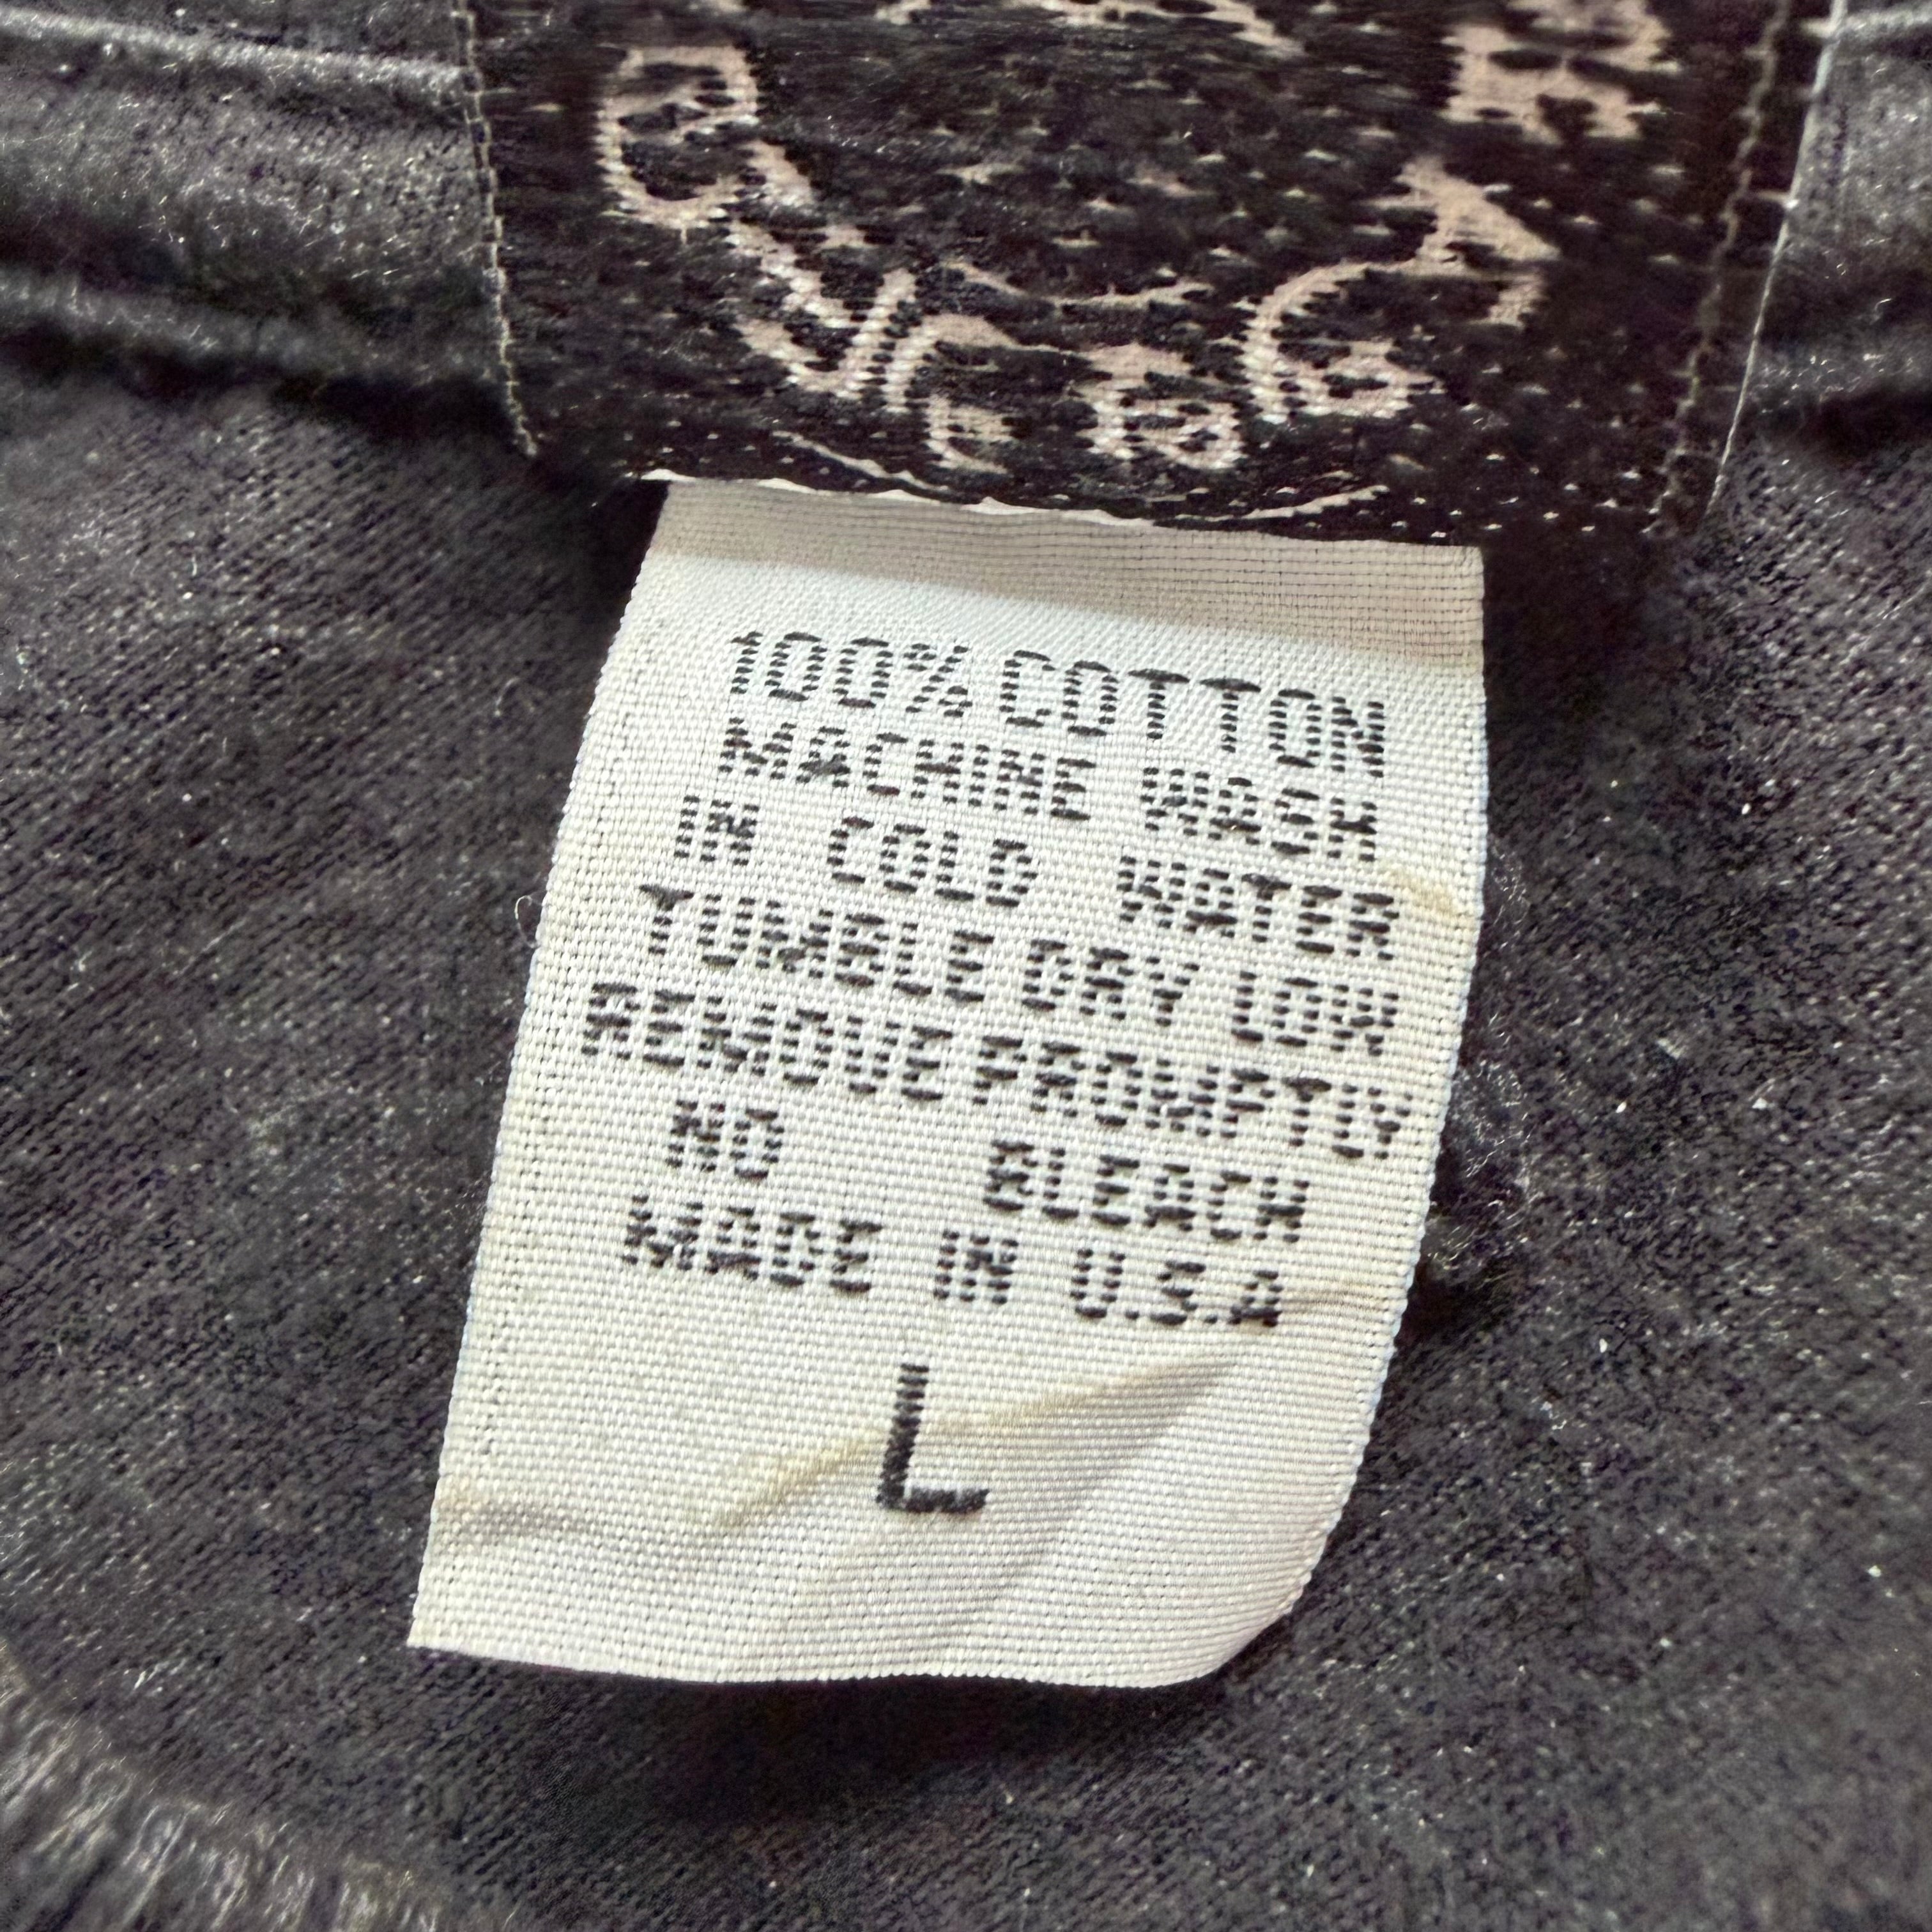 100% COTTON
MACHINE WASH
IN COLD WATER
TUMBLE DRY LOW
REMOVE PROMPTLY
NO BLEACH
MADE IN U.S.A
L